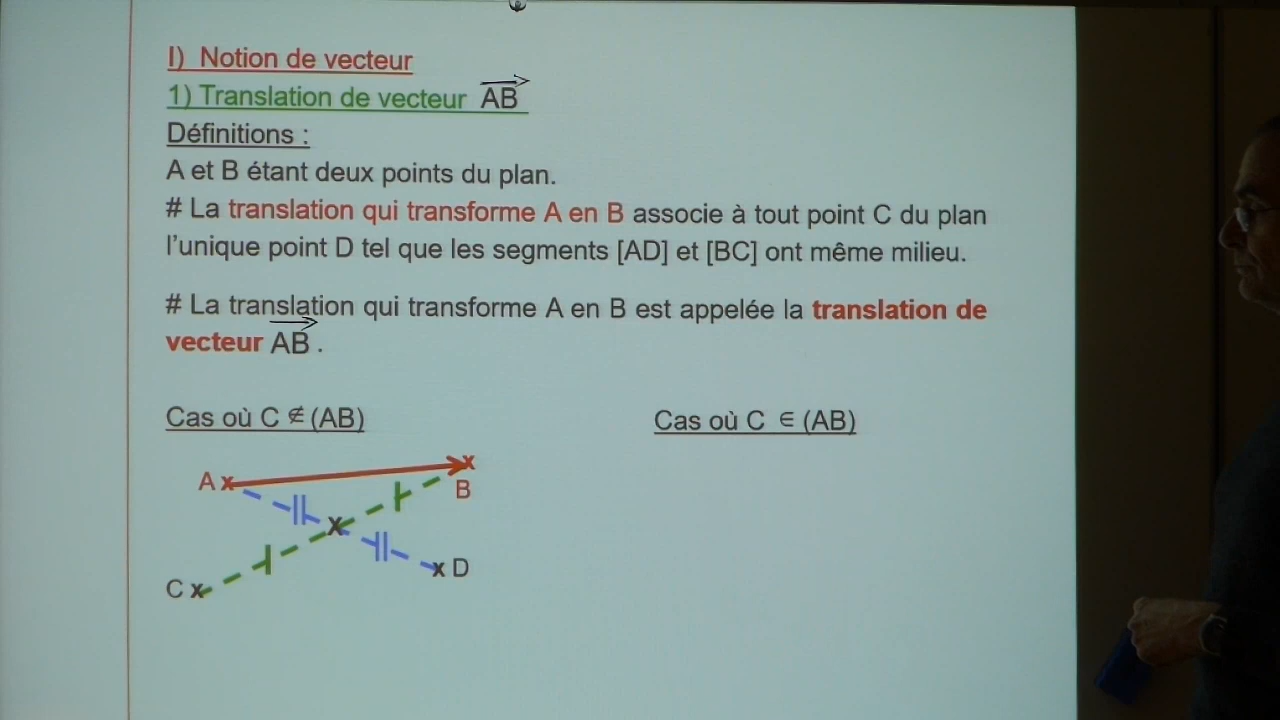 I) Notion de vecteur
1) Translation de vecteur AB
Définitions :
A et B étant deux points du plan.
# La translation qui transforme A en B associe à tout point C du plan
l'unique point D tel que les segments [AD] et [BC] ont même milieu.
# La translation qui transforme A en B est appelée la translation de
vecteur AB .
Cas où C ∉ (AB)
Cas où C ∈ (AB)
A x
x
B
x
x D
C x